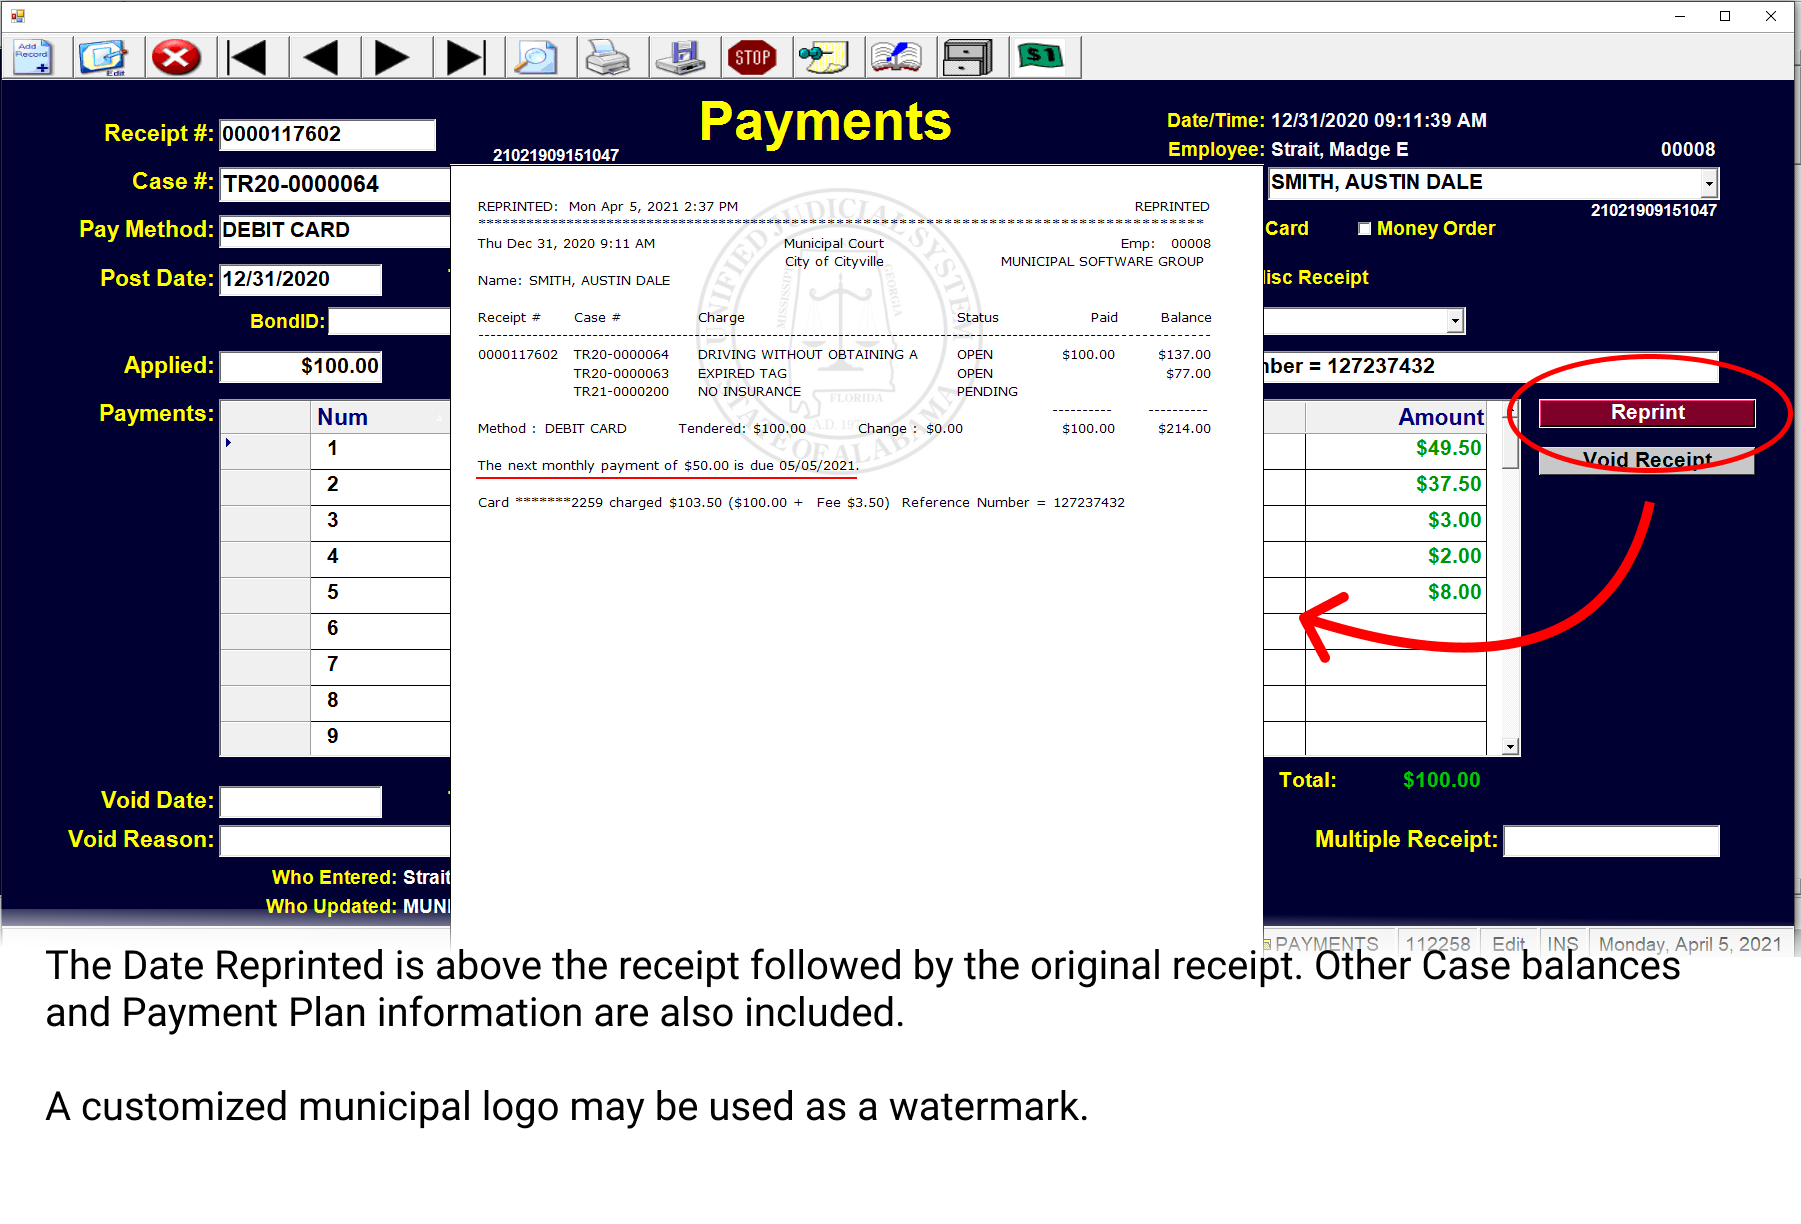 Add
Record
Edit
STOP
$1
Payments
Receipt #: 0000117602
21021909151047
Date/Time: 12/31/2020 09:11:39 AM
Employee: Strait, Madge E 00008
Case #: TR20-0000064
SMITH, AUSTIN DALE
21021909151047
Pay Method: DEBIT CARD
Card Money Order
Post Date: 12/31/2020
isc Receipt
BondID:
Applied: $100.00
ber = 127237432
Payments: Num
Amount
1 $49.50
2 $37.50
3 $3.00
4 $2.00
5 $8.00
6
7
8
9
Reprint
Void Receipt
REPRINTED: Mon Apr 5, 2021 2:37 PM REPRINTED
********************************************************************************************
Thu Dec 31, 2020 9:11 AM Municipal Court Emp: 00008
City of Cityville MUNICIPAL SOFTWARE GROUP
Name: SMITH, AUSTIN DALE
Receipt # Case # Charge Status Paid Balance
0000117602 TR20-0000064 DRIVING WITHOUT OBTAINING A OPEN $100.00 $137.00
TR20-0000063 EXPIRED TAG OPEN $77.00
TR21-0000200 NO INSURANCE PENDING
---------- ----------
Method : DEBIT CARD Tendered: $100.00 Change : $0.00 $100.00 $214.00
The next monthly payment of $50.00 is due 05/05/2021.
Card *******2259 charged $103.50 ($100.00 + Fee $3.50) Reference Number = 127237432
UNIFIED JUDICIAL SYSTEM
STATE OF ALABAMA
MISSISSIPPI
GEORGIA
FLORIDA
A.D. 19
Total: $100.00
Void Date:
Void Reason:
Multiple Receipt:
Who Entered: Strait
Who Updated: MUNI
PAYMENTS 112258 Edit INS Monday, April 5, 2021
The Date Reprinted is above the receipt followed by the original receipt. Other Case balances
and Payment Plan information are also included.
A customized municipal logo may be used as a watermark.